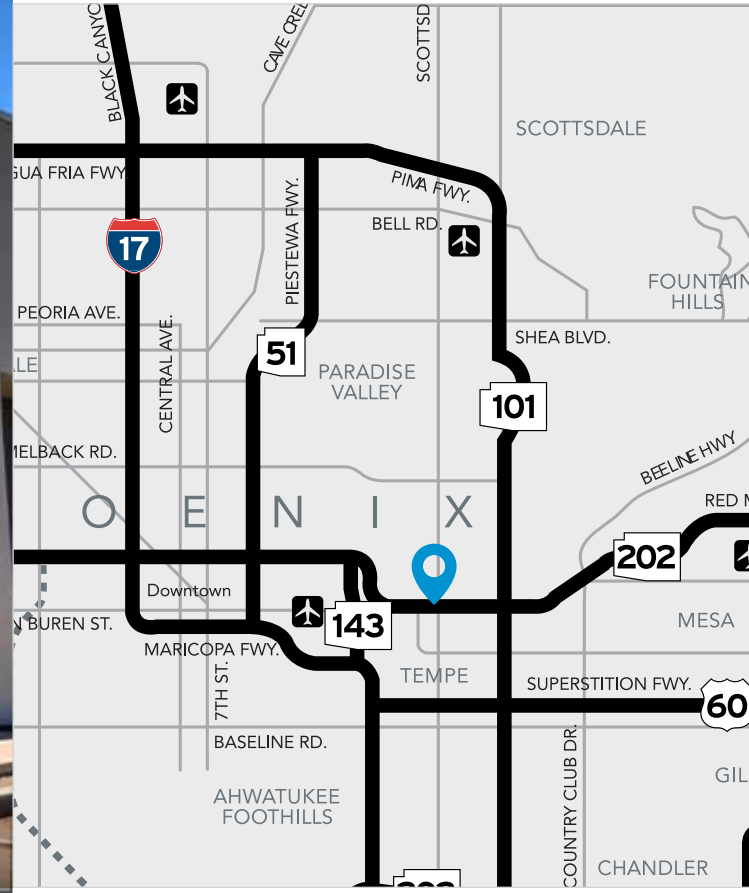 BLACK CANYO
CAVE CREE
SCOTTSD
SCOTTSDALE
GUA FRIA FWY.
PIMA FWY.
PIESTEWA FWY.
BELL RD.
17
FOUNTAIN
HILLS
PEORIA AVE.
CENTRAL AVE.
SHEA BLVD.
51
PARADISE
VALLEY
101
MELBACK RD.
BEELINE HWY
RED M
O E N I X
202
Downtown
143
N BUREN ST.
MESA
MARICOPA FWY.
7TH ST.
TEMPE
SUPERSTITION FWY.
60
BASELINE RD.
COUNTRY CLUB DR.
GIL
AHWATUKEE
FOOTHILLS
CHANDLER